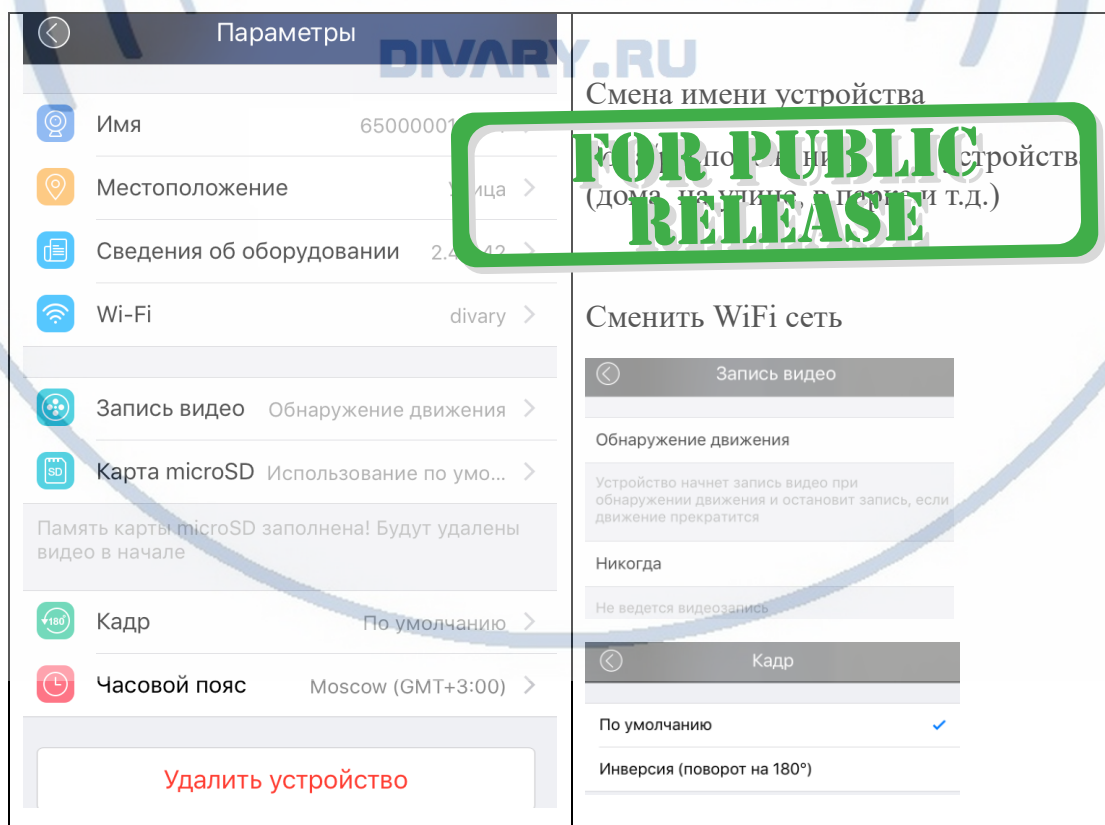 Параметры
DIVARY.RU
Имя
Местоположение
Сведения об оборудовании
Wi-Fi divary
Запись видео Обнаружение движения
Карта microSD Использование по умо...
Память карты microSD заполнена! Будут удалены
видео в начале
Кадр По умолчанию
Часовой пояс Moscow (GMT+3:00)
Удалить устройство
Смена имени устройства
FOR PUBLIC
RELEASE
(дома, на улице, в парке и т.д.)
Сменить WiFi сеть
Запись видео
Обнаружение движения
Устройство начнет запись видео при
обнаружении движения и остановит запись, если
движение прекратится
Никогда
Не ведется видеозапись
Кадр
По умолчанию
Инверсия (поворот на 180°)